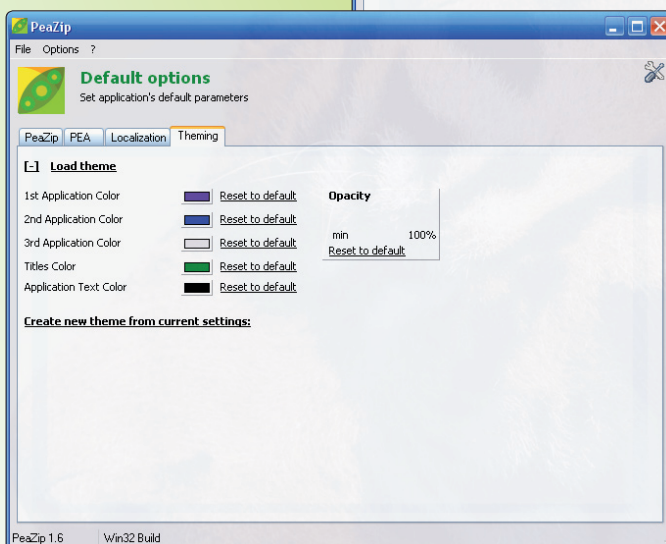 PeaZip
File Options ?
Default options
Set application's default parameters
PeaZip PEA Localization Theming
[-] Load theme
1st Application Color Reset to default
2nd Application Color Reset to default
3rd Application Color Reset to default
Titles Color Reset to default
Application Text Color Reset to default
Opacity
min 100%
Reset to default
Create new theme from current settings:
PeaZip 1.6 Win32 Build